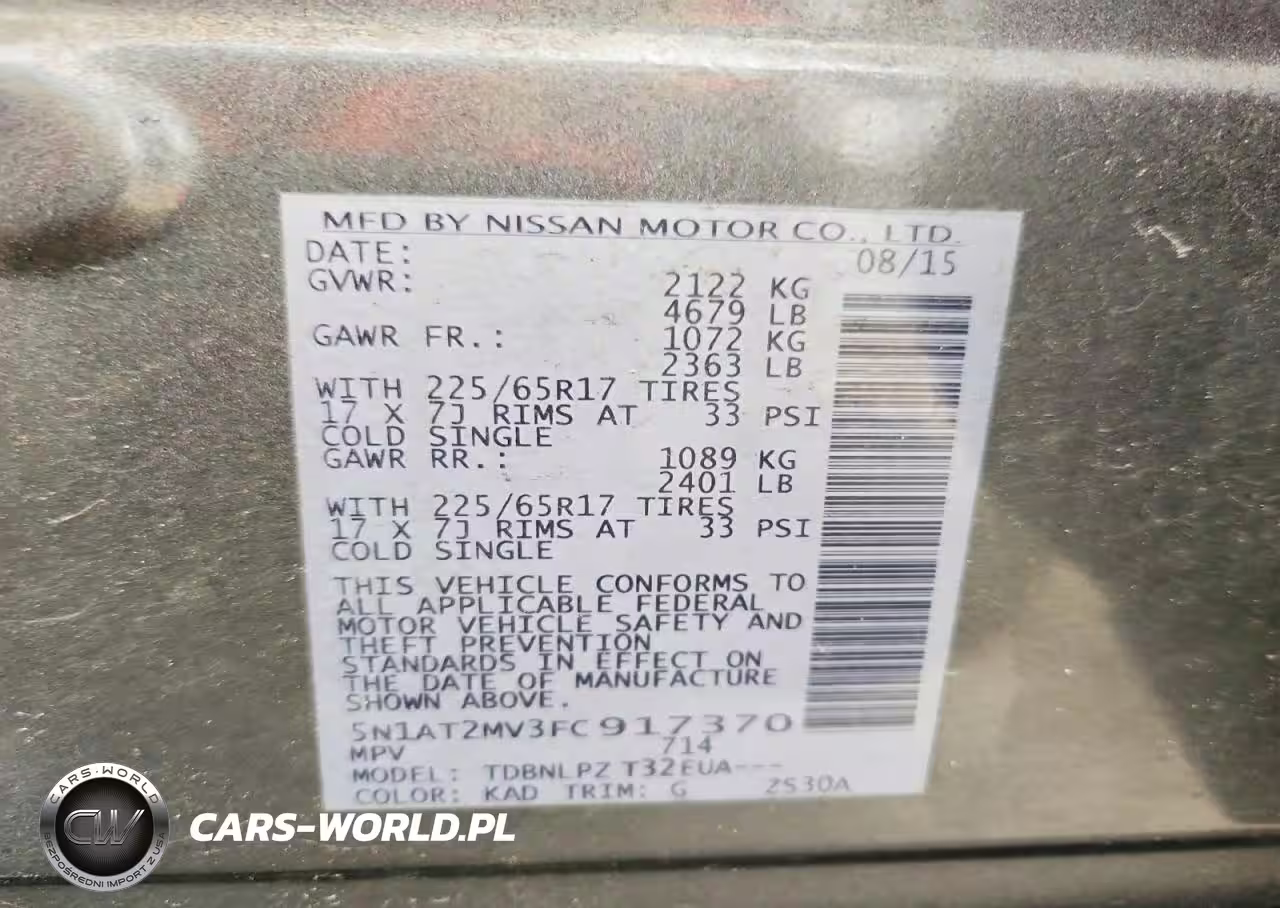 MFD BY NISSAN MOTOR CO., LTD.
DATE: 08/15
GVWR: 2122 KG
4679 LB
GAWR FR.: 1072 KG
2363 LB
WITH 225/65R17 TIRES
17 X 7J RIMS AT 33 PSI
COLD SINGLE
GAWR RR.: 1089 KG
2401 LB
WITH 225/65R17 TIRES
17 X 7J RIMS AT 33 PSI
COLD SINGLE
THIS VEHICLE CONFORMS TO
ALL APPLICABLE FEDERAL
MOTOR VEHICLE SAFETY AND
THEFT PREVENTION
STANDARDS IN EFFECT ON
THE DATE OF MANUFACTURE
SHOWN ABOVE.
5N1AT2MV3FC917370
MPV 714
MODEL: TDBNLPZ T32EUA---
COLOR: KAD TRIM: G ZS30A
CARS-WORLD
CW
BEZPOŚREDNI IMPORT Z USA
CARS-WORLD.PL